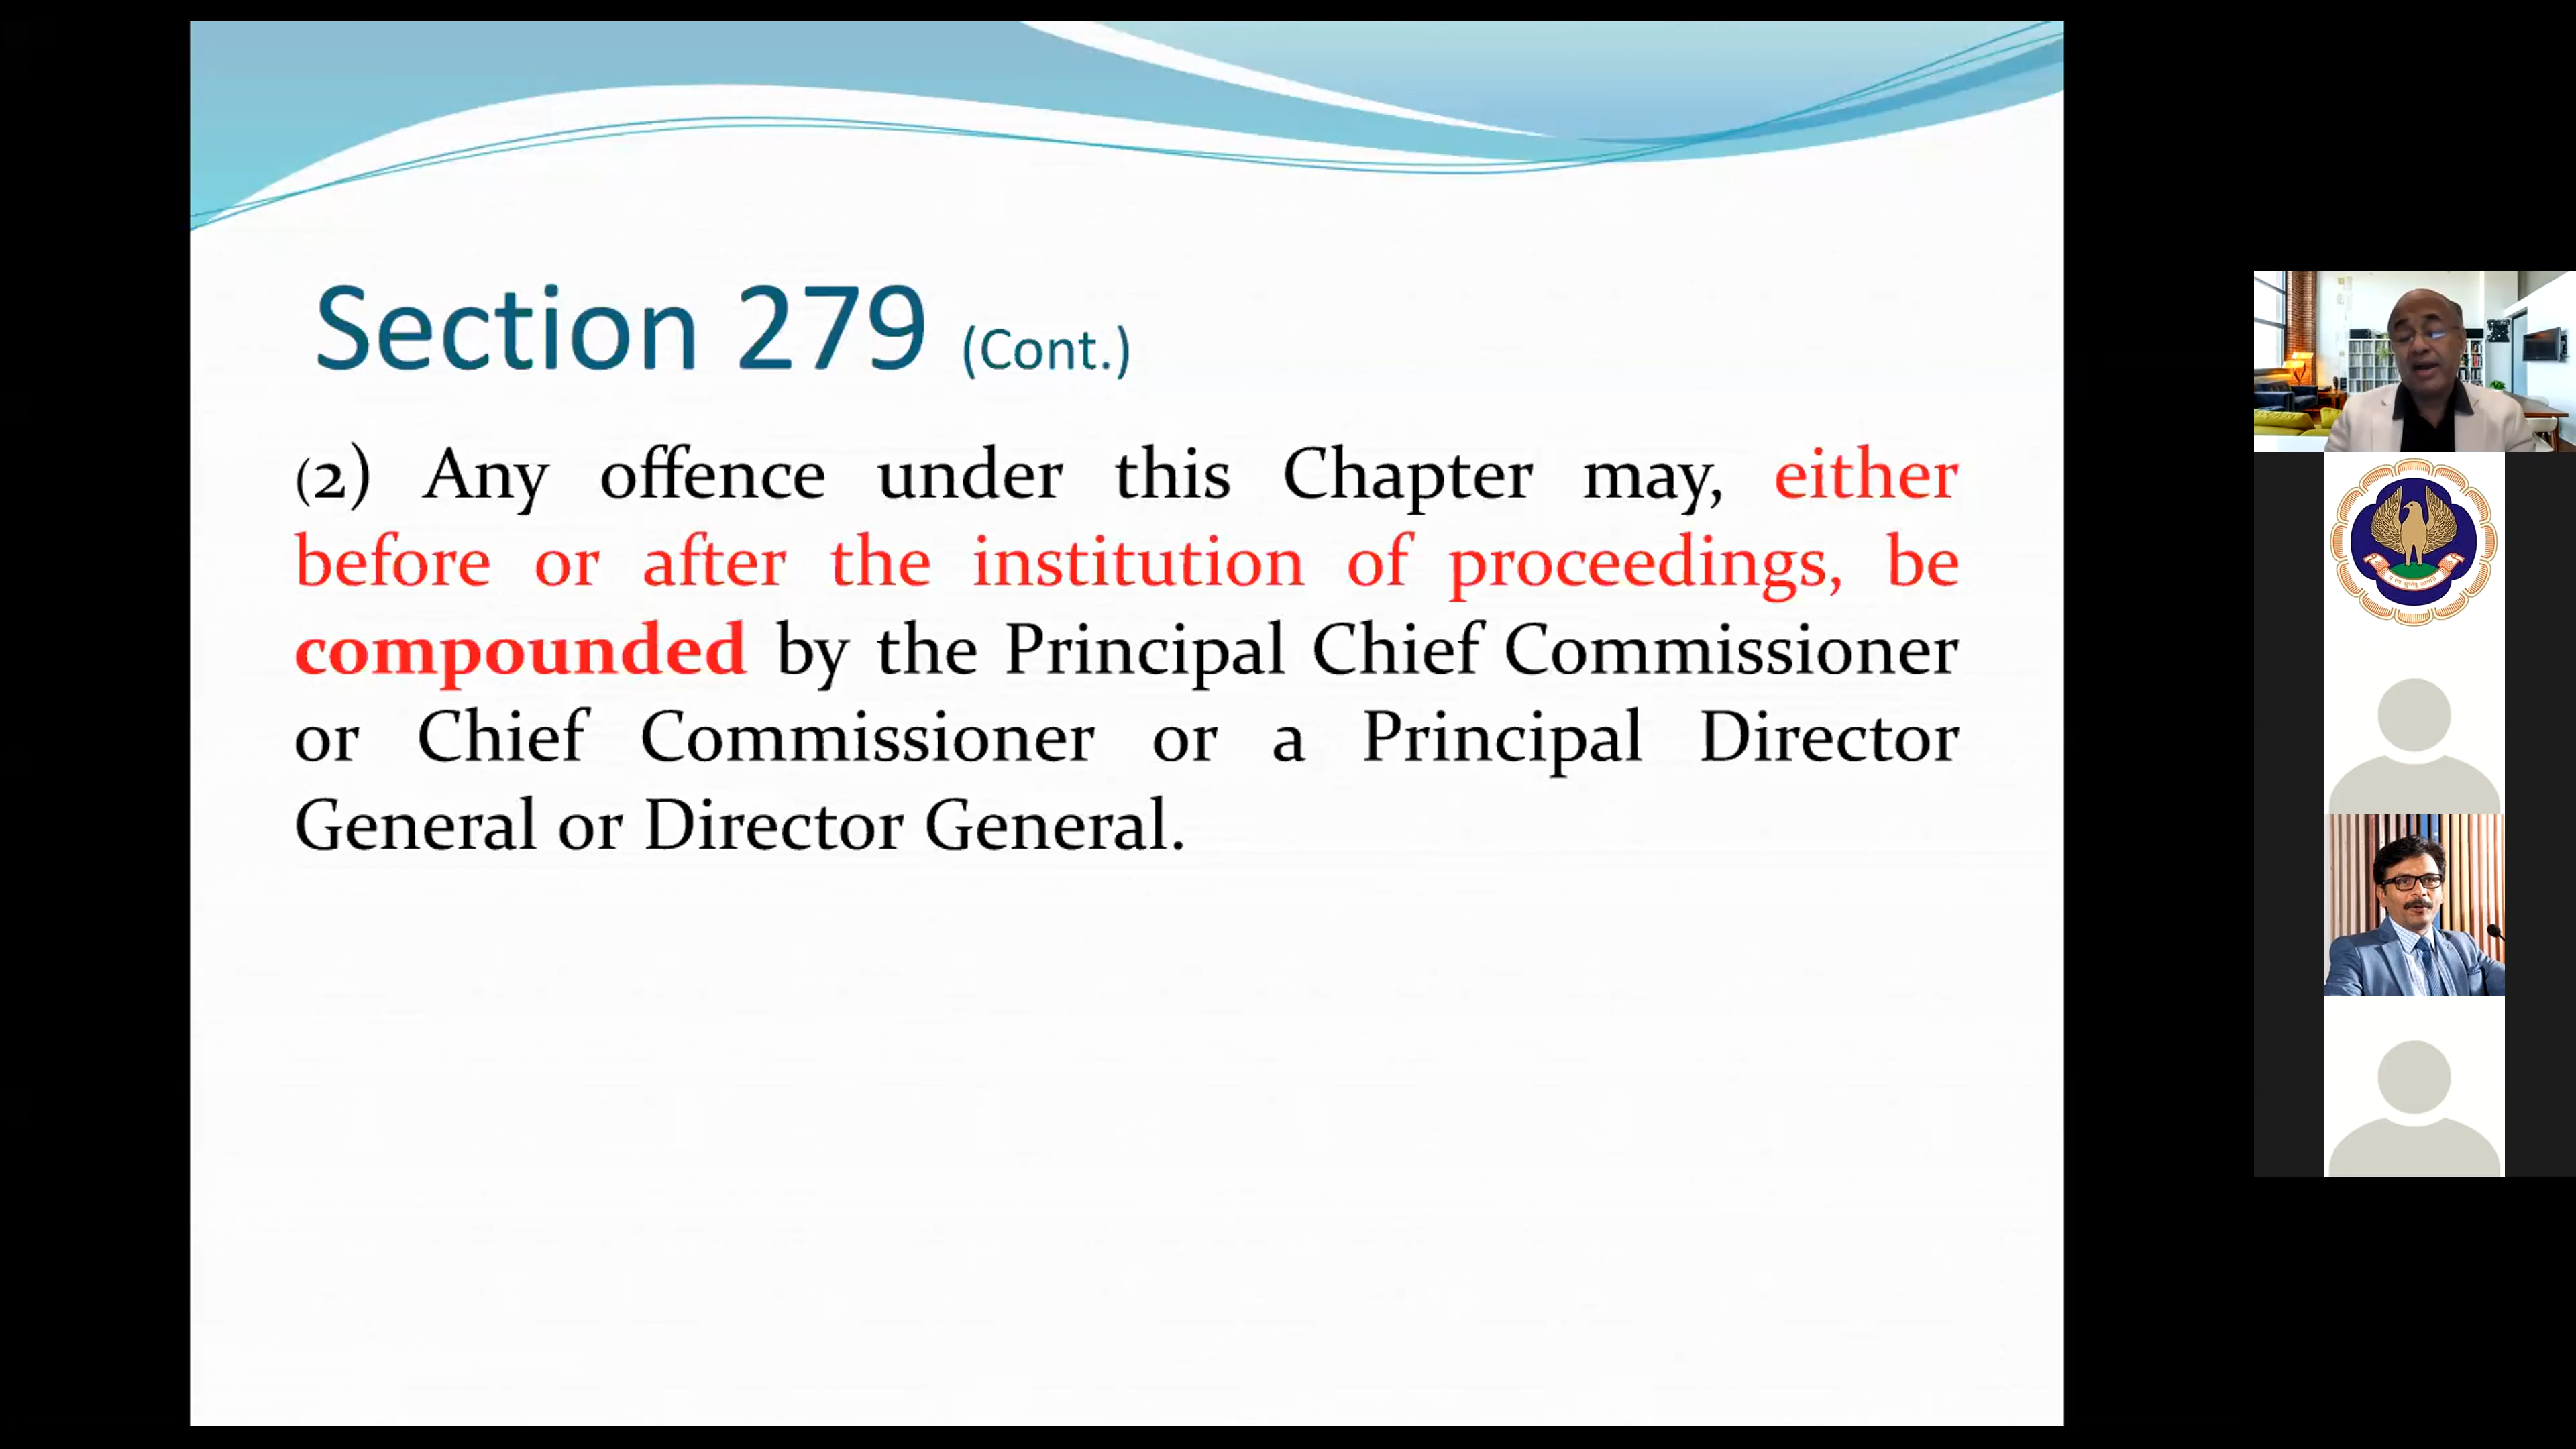 Section 279 (Cont.)
(2) Any offence under this Chapter may, either
before or after the institution of proceedings, be
compounded by the Principal Chief Commissioner
or Chief Commissioner or a Principal Director
General or Director General.